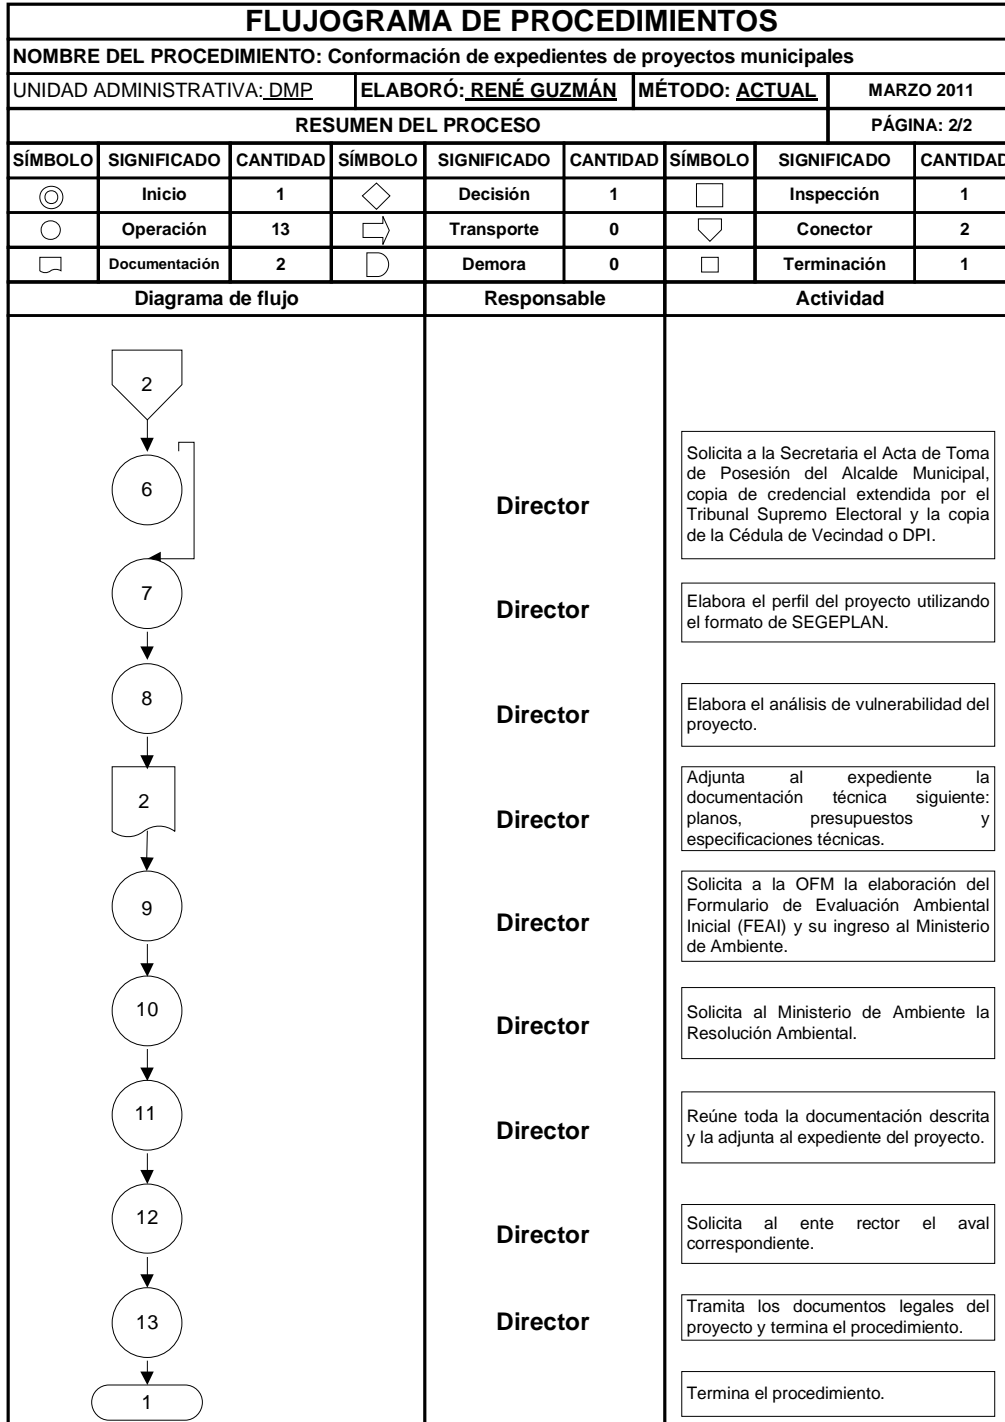 FLUJOGRAMA DE PROCEDIMIENTOS
NOMBRE DEL PROCEDIMIENTO: Conformación de expedientes de proyectos municipales
UNIDAD ADMINISTRATIVA: DMP ELABORÓ: RENÉ GUZMÁN MÉTODO: ACTUAL MARZO 2011
RESUMEN DEL PROCESO PÁGINA: 2/2
SÍMBOLO SIGNIFICADO CANTIDAD SÍMBOLO SIGNIFICADO CANTIDAD SÍMBOLO SIGNIFICADO CANTIDAD
Inicio 1 Decisión 1 Inspección 1
Operación 13 Transporte 0 Conector 2
Documentación 2 Demora 0 Terminación 1
Diagrama de flujo Responsable Actividad
2
6
Director
Solicita a la Secretaria el Acta de Toma
de Posesión del Alcalde Municipal,
copia de credencial extendida por el
Tribunal Supremo Electoral y la copia
de la Cédula de Vecindad o DPI.
7
Director
Elabora el perfil del proyecto utilizando
el formato de SEGEPLAN.
8
Director
Elabora el análisis de vulnerabilidad del
proyecto.
2
Director
Adjunta al expediente la
documentación técnica siguiente:
planos, presupuestos y
especificaciones técnicas.
9
Director
Solicita a la OFM la elaboración del
Formulario de Evaluación Ambiental
Inicial (FEAI) y su ingreso al Ministerio
de Ambiente.
10
Director
Solicita al Ministerio de Ambiente la
Resolución Ambiental.
11
Director
Reúne toda la documentación descrita
y la adjunta al expediente del proyecto.
12
Director
Solicita al ente rector el aval
correspondiente.
13
Director
Tramita los documentos legales del
proyecto y termina el procedimiento.
1
Termina el procedimiento.